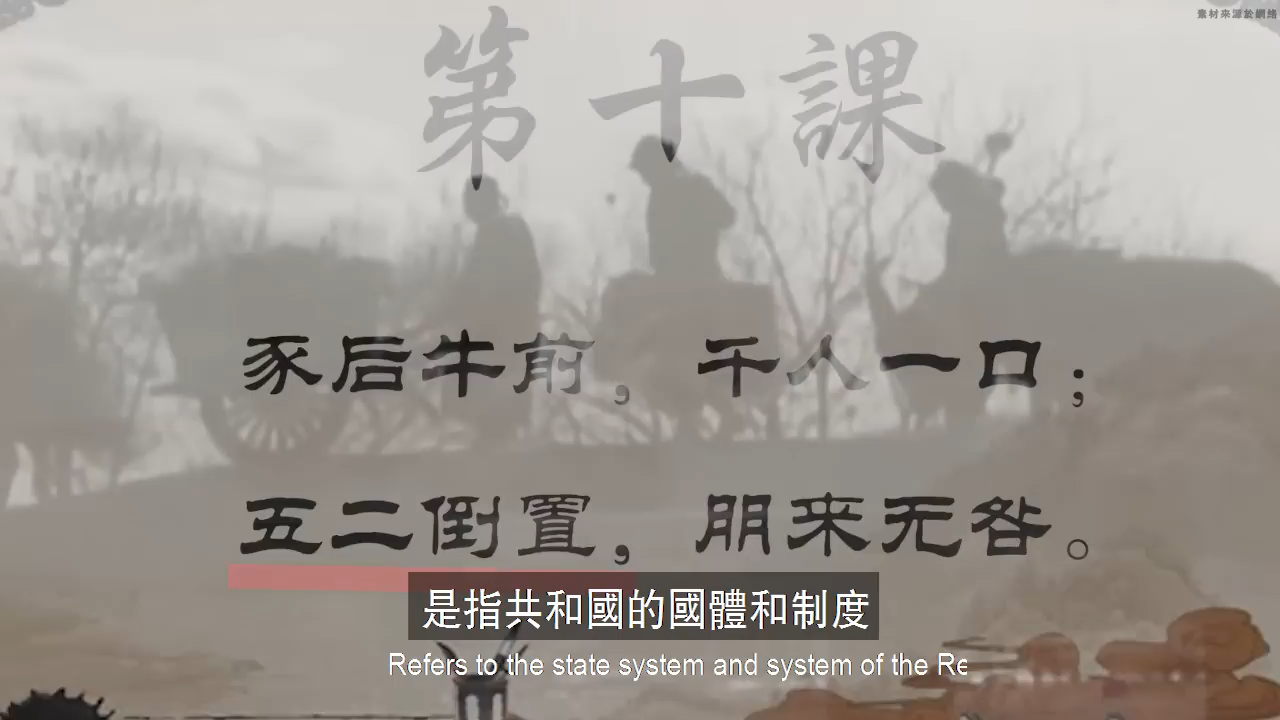 素材來源於網絡
第十課
豕后牛前，千人一口；
五二倒置，朋来无咎。
是指共和國的國體和制度
Refers to the state system and system of the Re